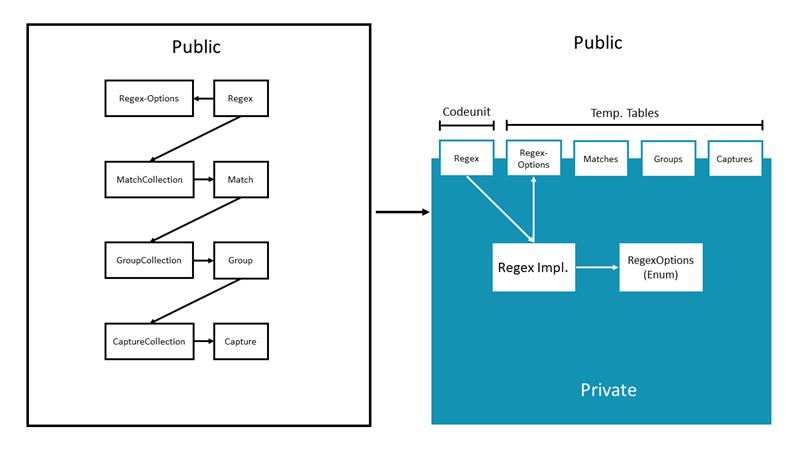 Public
Regex-Options
Regex
MatchCollection
Match
GroupCollection
Group
CaptureCollection
Capture
Public
Codeunit
Temp. Tables
Regex
Regex-
Options
Matches
Groups
Captures
Regex Impl.
RegexOptions
(Enum)
Private